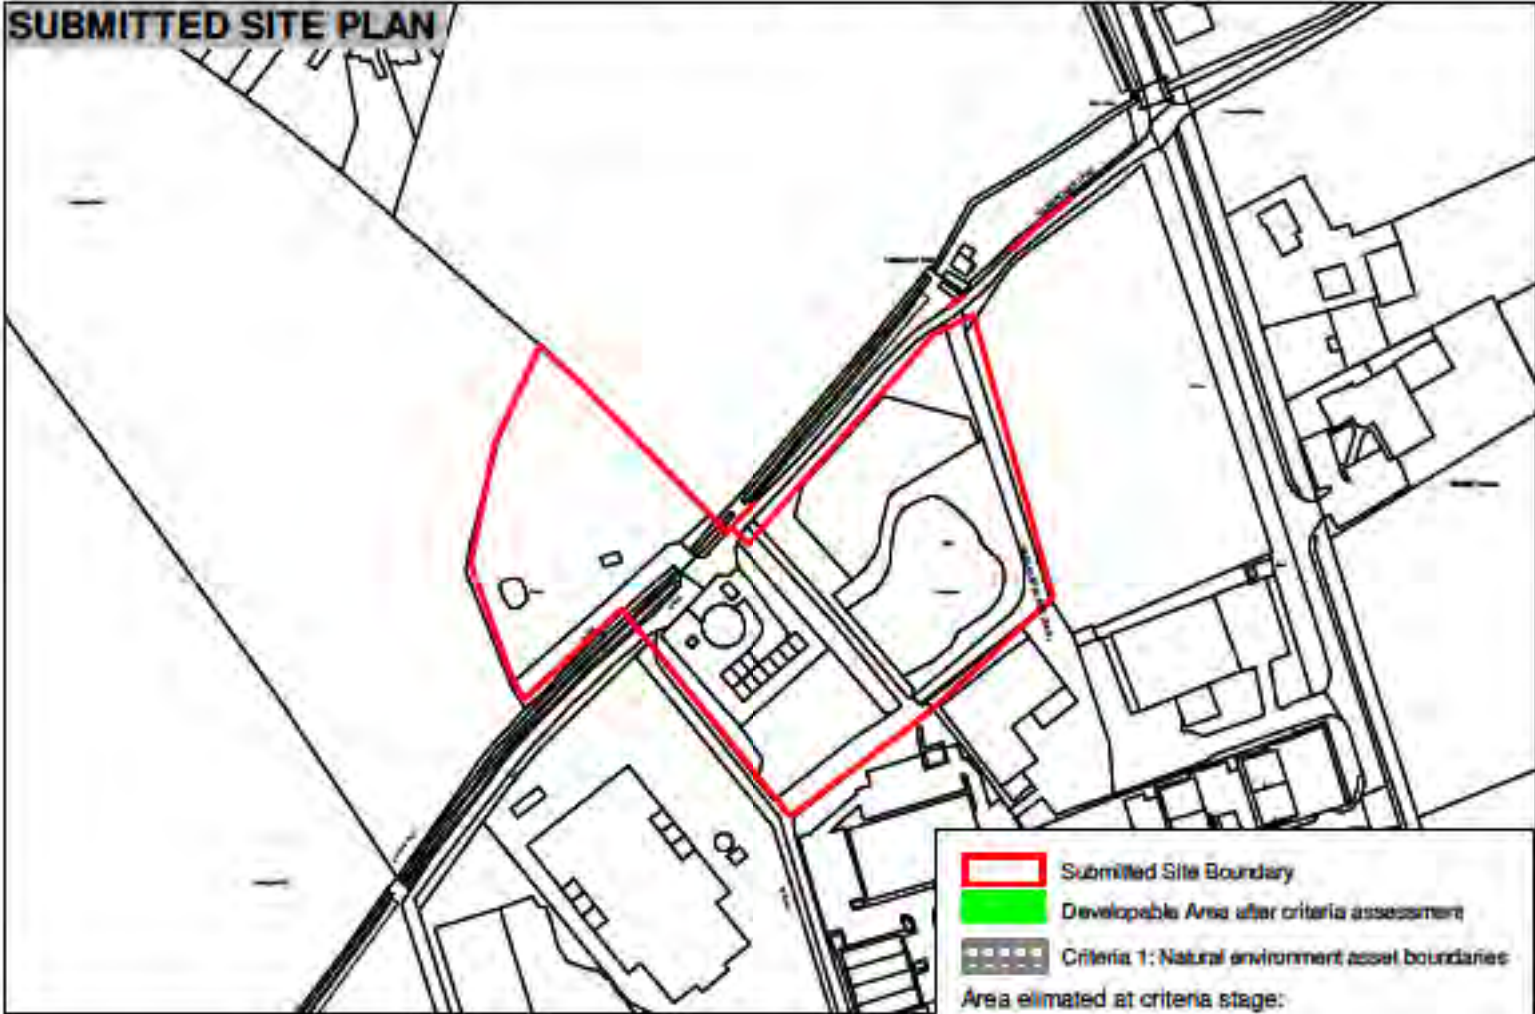 SUBMITTED SITE PLAN
Submitted Site Boundary
Developable Area after criteria assessment
Criteria 1: Natural environment asset boundaries
Area elimated at criteria stage: